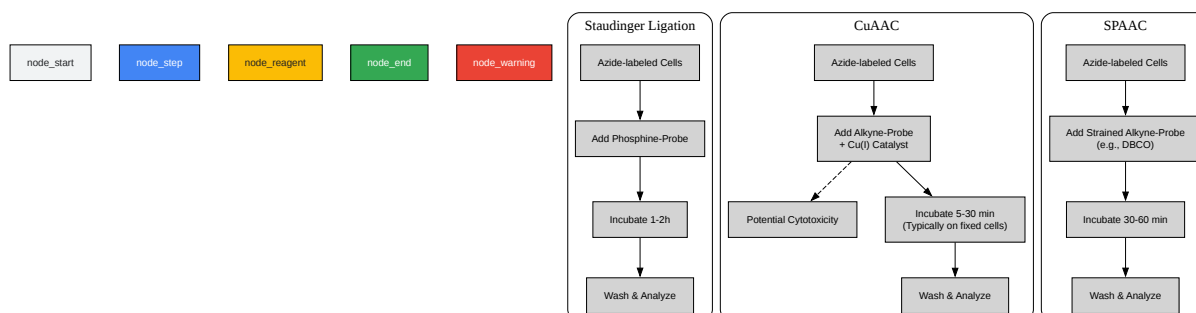 node_start
node_step
node_reagent
node_end
node_warning
Staudinger Ligation
Azide-labeled Cells
Add Phosphine-Probe
Incubate 1-2h
Wash & Analyze
CuAAC
Azide-labeled Cells
Add Alkyne-Probe
+ Cu(I) Catalyst
Potential Cytotoxicity
Incubate 5-30 min
(Typically on fixed cells)
Wash & Analyze
SPAAC
Azide-labeled Cells
Add Strained Alkyne-Probe
(e.g., DBCO)
Incubate 30-60 min
Wash & Analyze